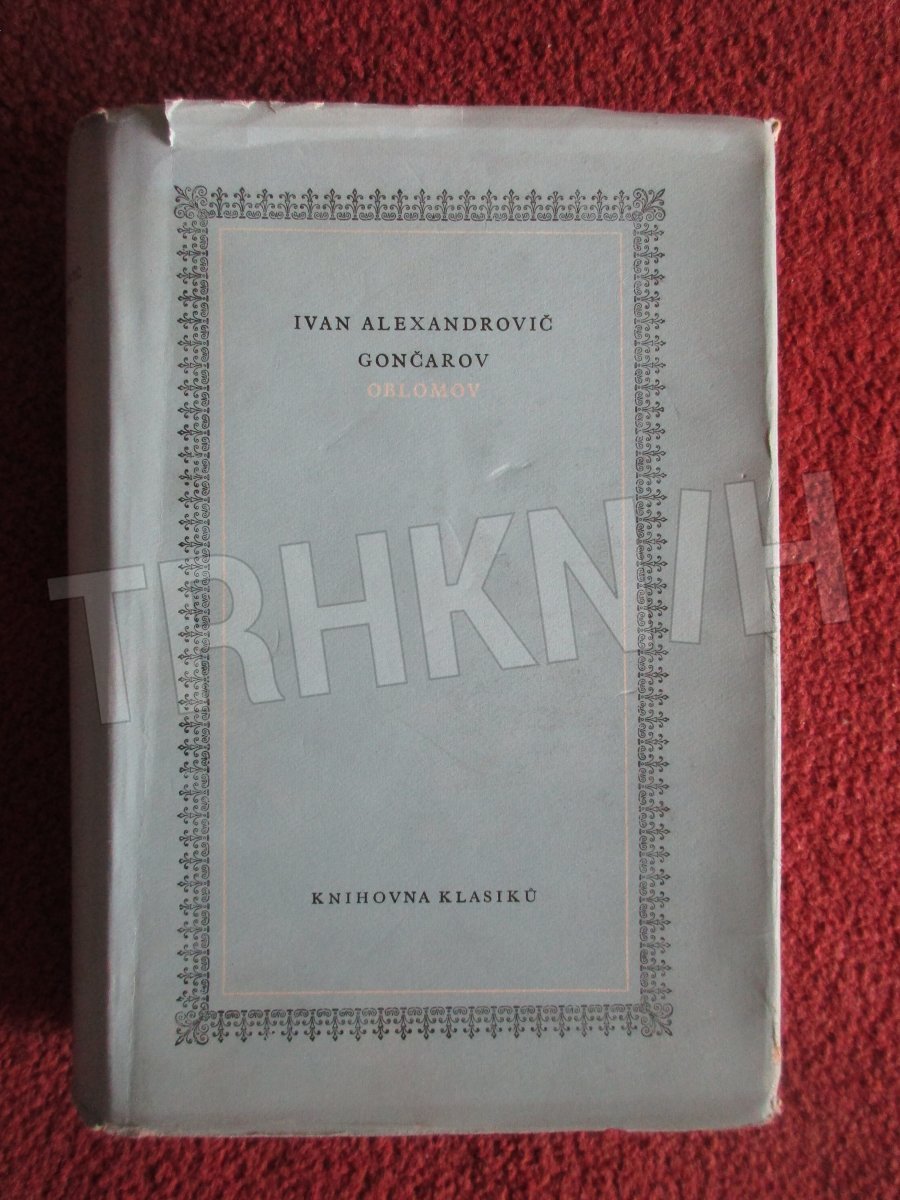 IVAN ALEXANDROVIČ
GONČAROV
OBLOMOV
TRHKNIH
KNIHOVNA KLASIKŮ